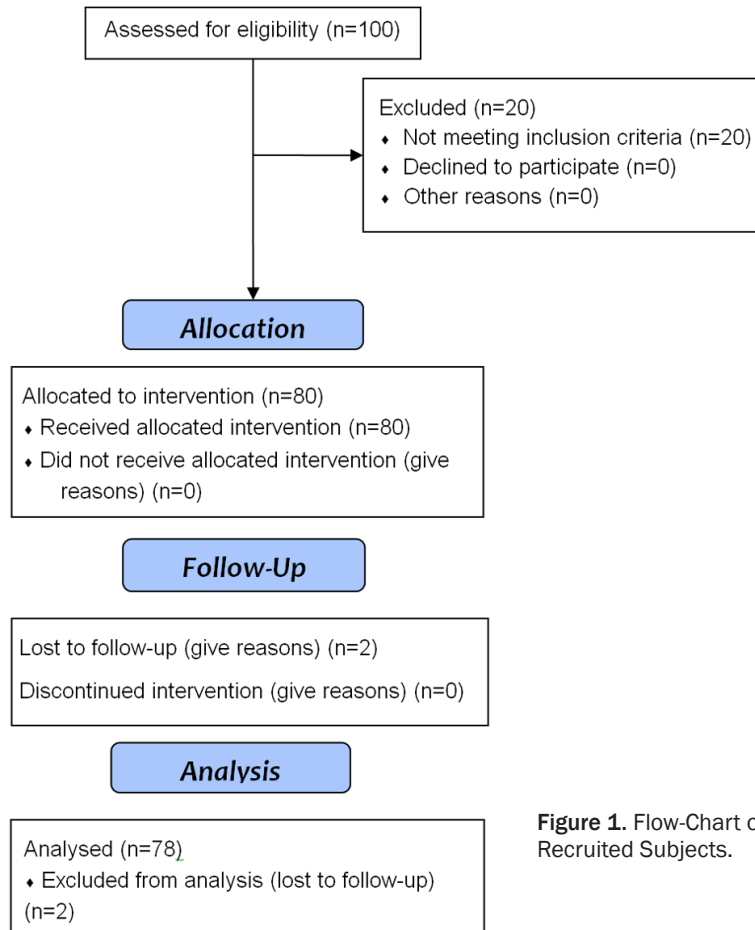 Assessed for eligibility (n=100)
Excluded (n=20)
♦ Not meeting inclusion criteria (n=20)
♦ Declined to participate (n=0)
♦ Other reasons (n=0)
Allocation
Allocated to intervention (n=80)
♦ Received allocated intervention (n=80)
♦ Did not receive allocated intervention (give
reasons) (n=0)
Follow-Up
Lost to follow-up (give reasons) (n=2)
Discontinued intervention (give reasons) (n=0)
Analysis
Analysed (n=78)
♦ Excluded from analysis (lost to follow-up)
(n=2)
Figure 1. Flow-Chart
Recruited Subjects.